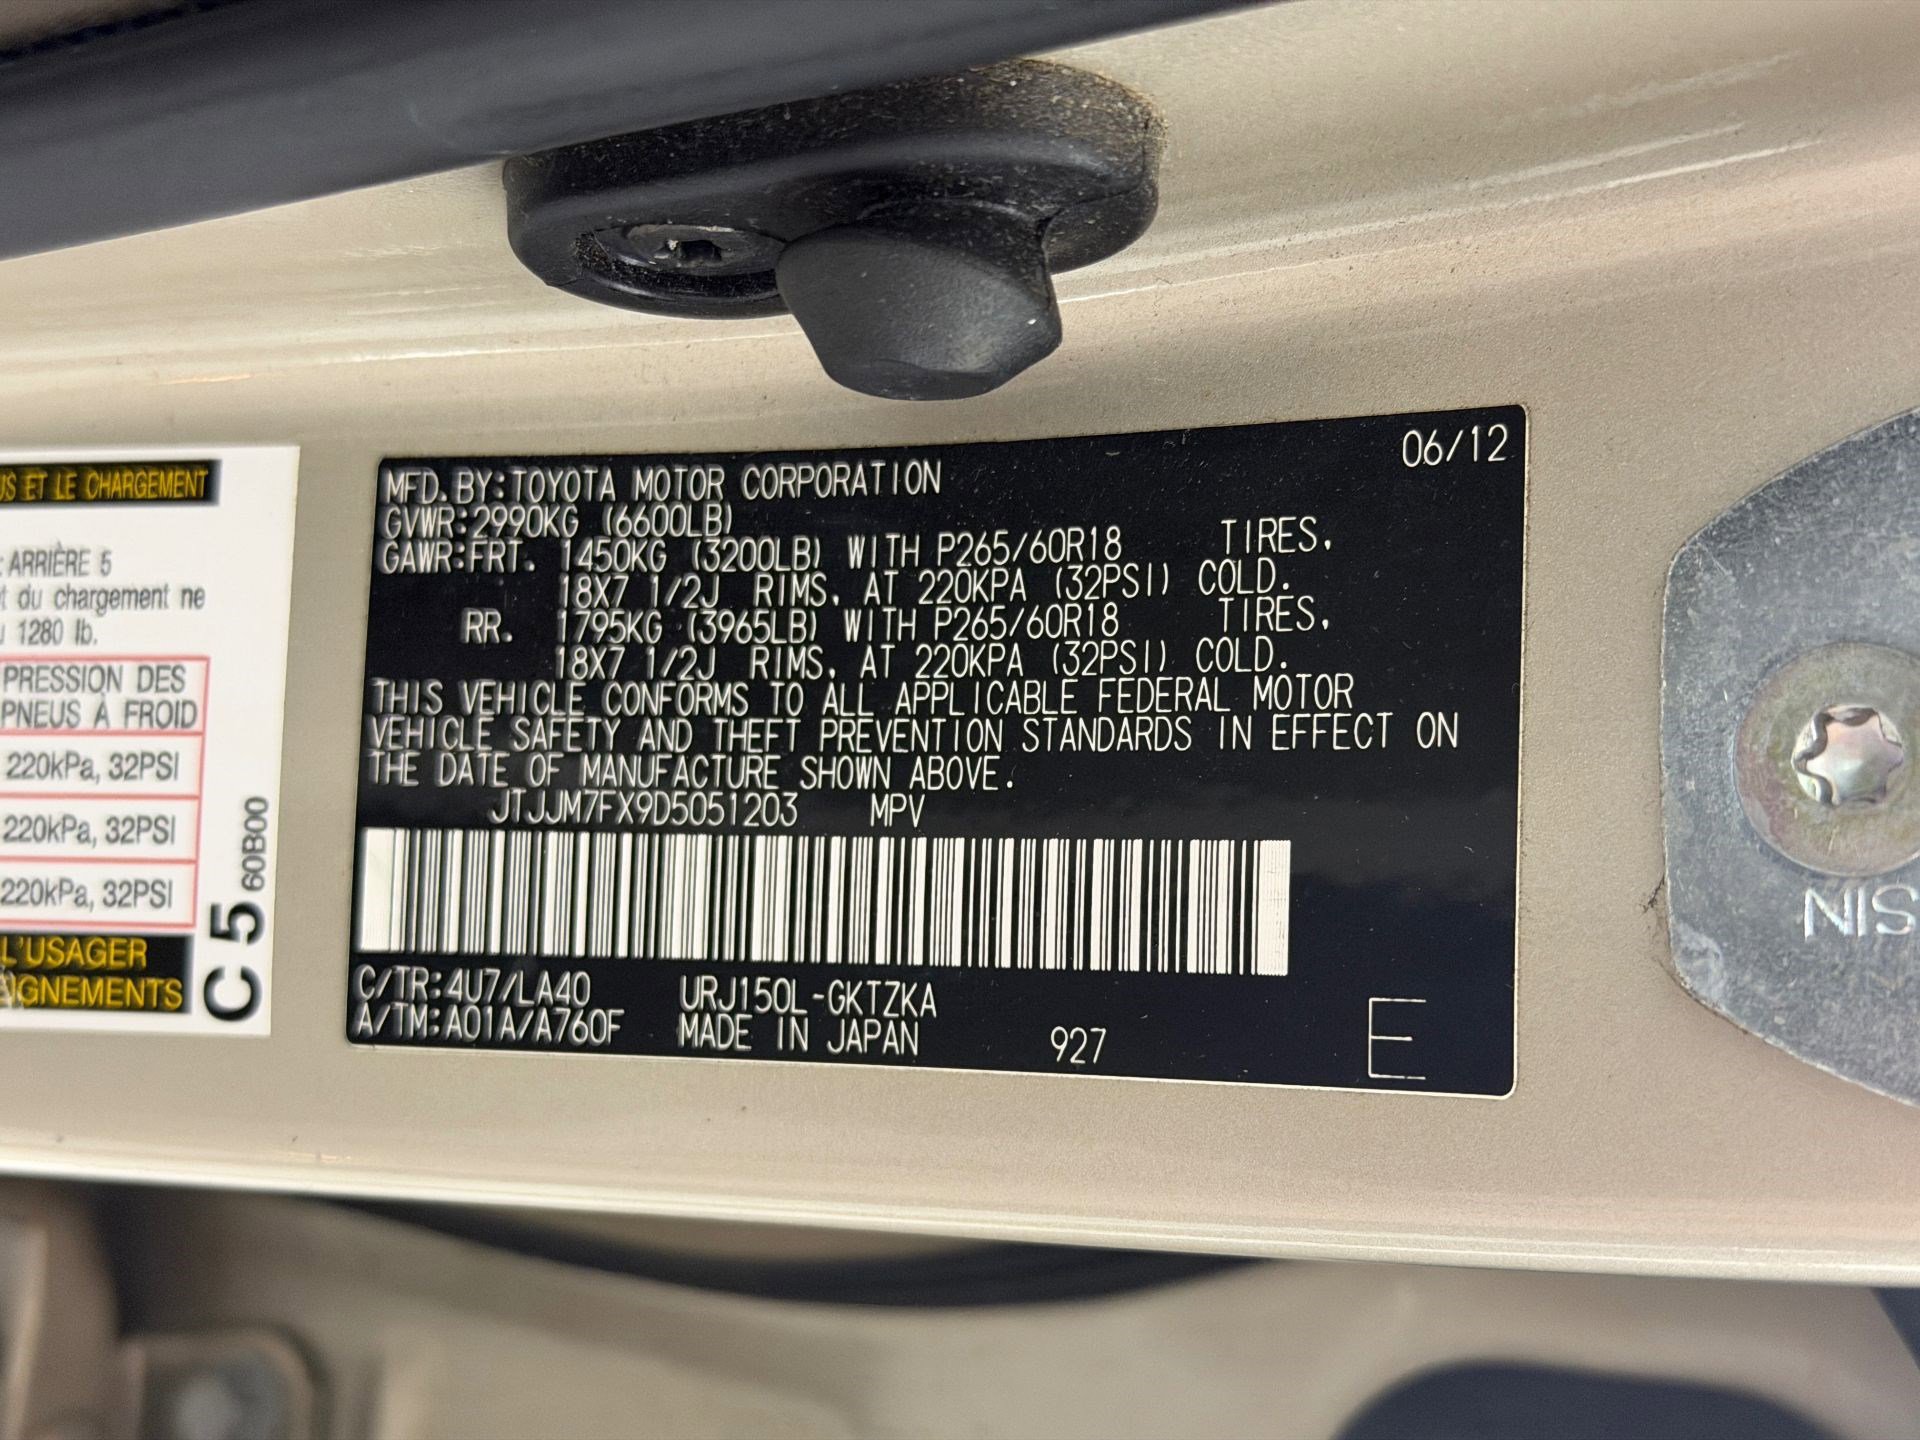 US ET LE CHARGEMENT
ARRIÈRE 5
du chargement ne
1280 lb.
PRESSION DES
PNEUS À FROID
220kPa, 32PSI
220kPa, 32PSI
220kPa, 32PSI
L'USAGER
IGNEMENTS
C 5 60B00
06/12
MFD.BY:TOYOTA MOTOR CORPORATION
GVWR:2990KG (6600LB)
GAWR:FRT. 1450KG (3200LB) WITH P265/60R18 TIRES,
18X7 1/2J RIMS, AT 220KPA (32PSI) COLD.
RR. 1795KG (3965LB) WITH P265/60R18 TIRES,
18X7 1/2J RIMS, AT 220KPA (32PSI) COLD.
THIS VEHICLE CONFORMS TO ALL APPLICABLE FEDERAL MOTOR
VEHICLE SAFETY AND THEFT PREVENTION STANDARDS IN EFFECT ON
THE DATE OF MANUFACTURE SHOWN ABOVE.
JTJJM7FX9D5051203 MPV
C/TR:4U7/LA40 URJ150L-GKTZKA
A/TM:A01A/A760F MADE IN JAPAN 927 E
NIS